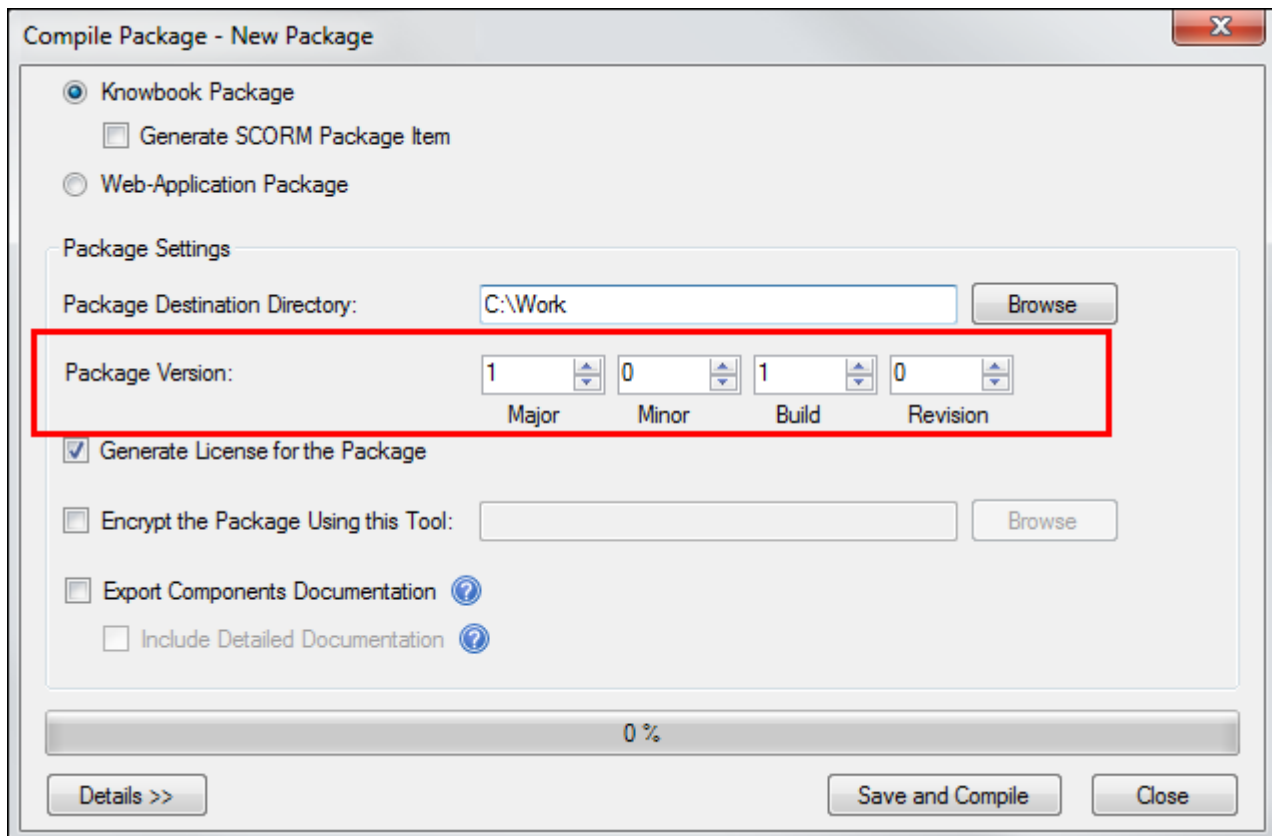 Compile Package - New Package
Knowbook Package
Generate SCORM Package Item
Web-Application Package
Package Settings
Package Destination Directory: C:\Work Browse
Package Version: 1 0 1 0
Major Minor Build Revision
Generate License for the Package
Encrypt the Package Using this Tool: Browse
Export Components Documentation ?
Include Detailed Documentation ?
0 %
Details >> Save and Compile Close